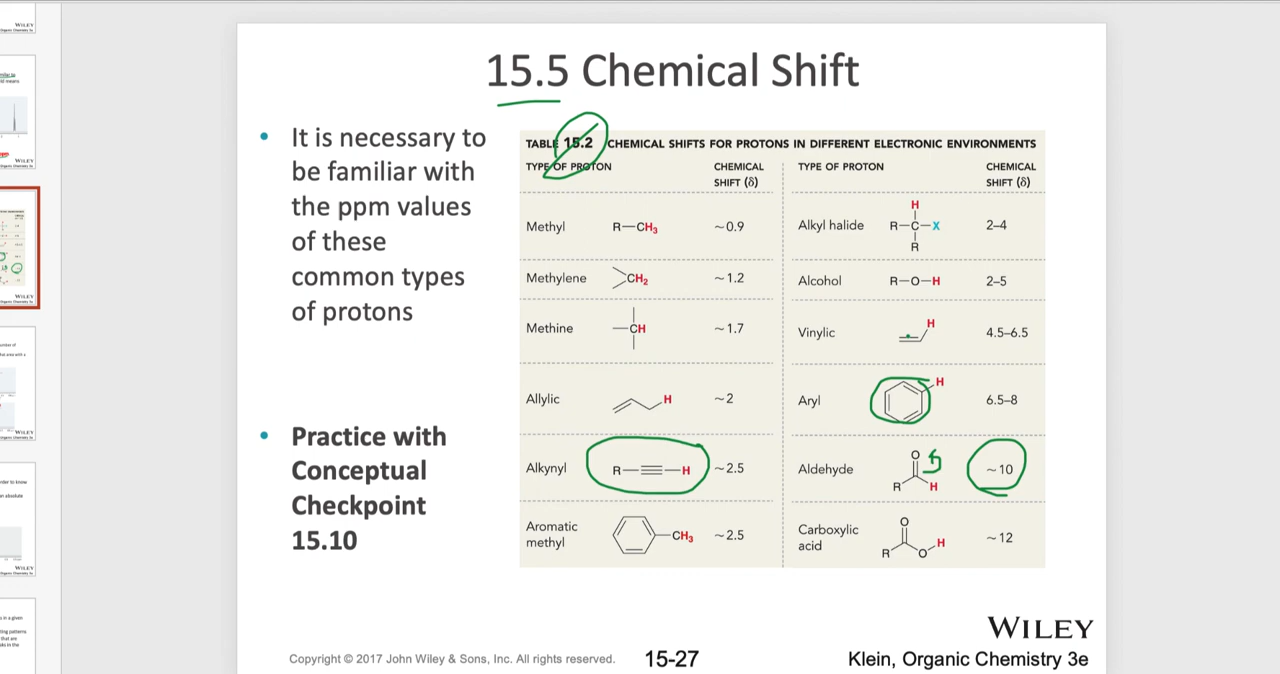 15.5 Chemical Shift
• It is necessary to
be familiar with
the ppm values
of these
common types
of protons
• Practice with
Conceptual
Checkpoint
15.10
TABLE 15.2 CHEMICAL SHIFTS FOR PROTONS IN DIFFERENT ELECTRONIC ENVIRONMENTS
TYPE OF PROTON CHEMICAL SHIFT (δ) TYPE OF PROTON CHEMICAL SHIFT (δ)
Methyl R—CH₃ ~0.9
Methylene CH₂ ~1.2
Methine CH ~1.7
Allylic H ~2
Alkynyl R H ~2.5
Aromatic
methyl CH₃ ~2.5
Alkyl halide H R—C—X R 2–4
Alcohol R—O—H 2–5
Vinylic H 4.5–6.5
Aryl H 6.5–8
Aldehyde O R H ~10
Carboxylic
acid O R O H ~12
WILEY
Copyright © 2017 John Wiley & Sons, Inc. All rights reserved.
15-27
Klein, Organic Chemistry 3e
WILEY
WILEY
WILEY
WILEY
WILEY